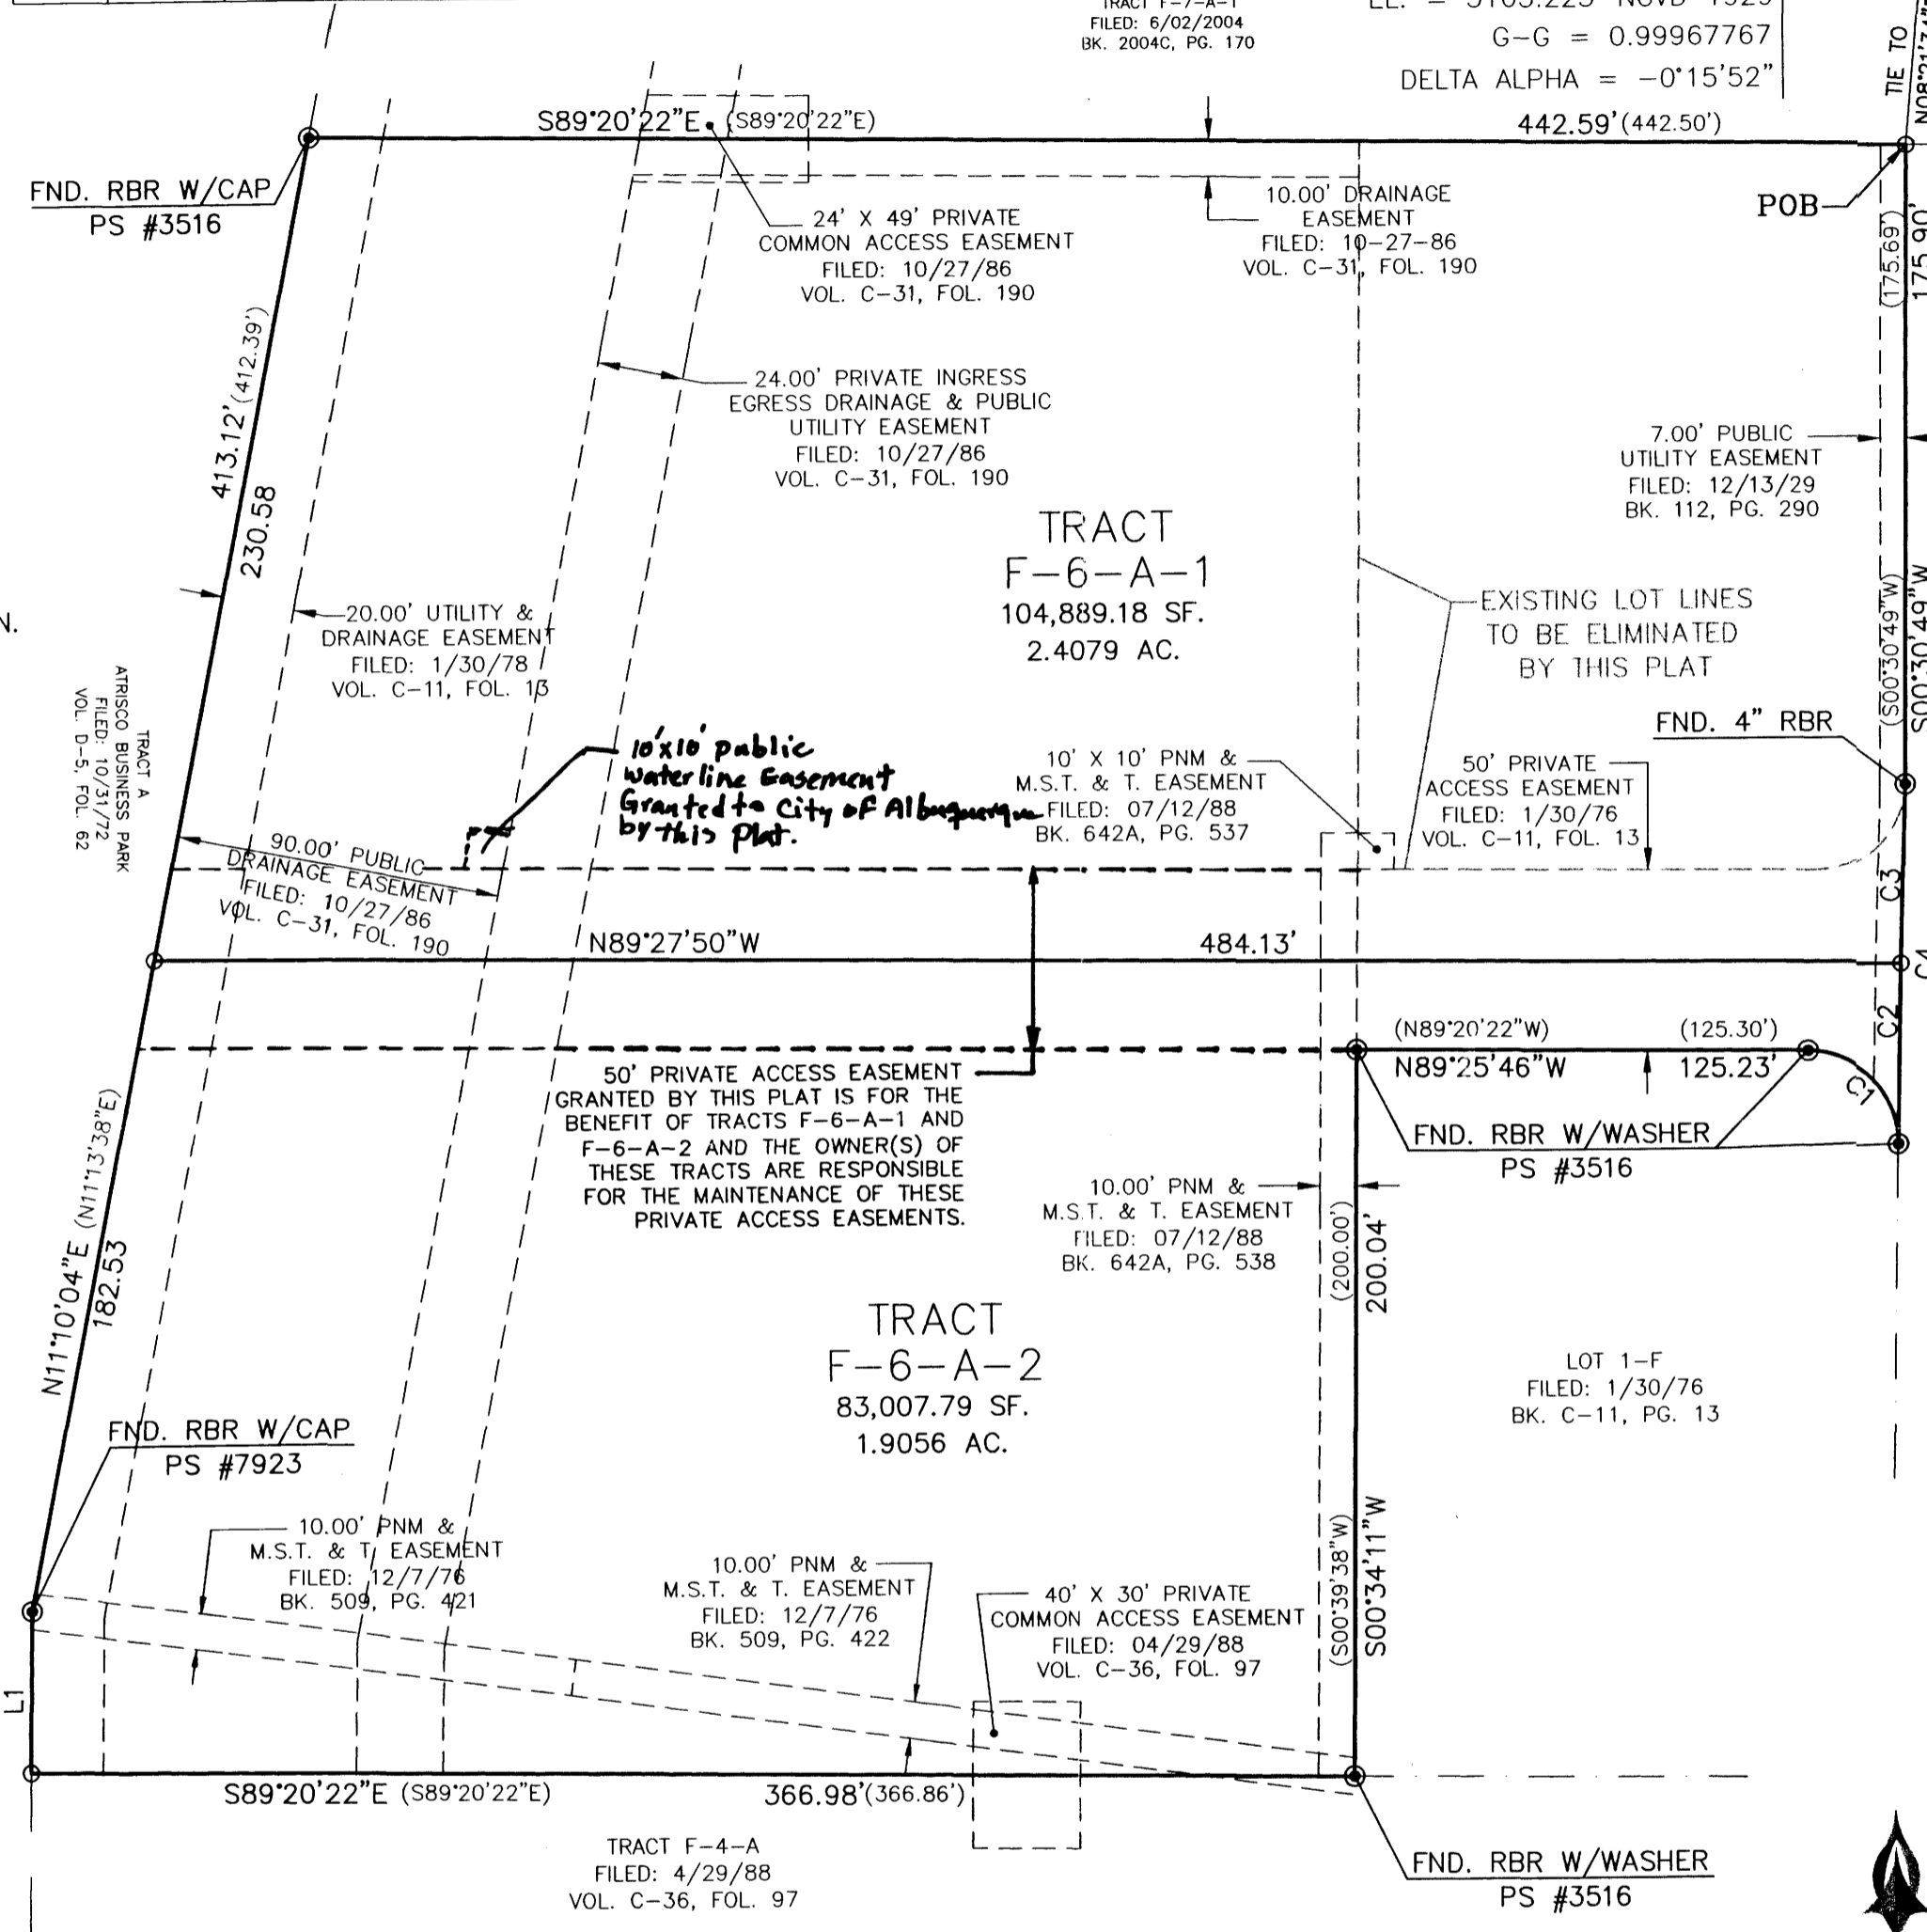 TRACT F-7-A-1
FILED: 6/02/2004
BK. 2004C, PG. 170
EL. = 5103.225 NGVD 1929
G-G = 0.99967767
DELTA ALPHA = -0°15'52"
TIE TO
S89°20'22"E (S89°20'22"E)
442.59' (442.50')
FND. RBR W/CAP
PS #3516
POB
24' X 49' PRIVATE
COMMON ACCESS EASEMENT
FILED: 10/27/86
VOL. C-31, FOL. 190
10.00' DRAINAGE
EASEMENT
FILED: 10-27-86
VOL. C-31, FOL. 190
(175.69')
175.90'
413.12' (412.39')
230.58
24.00' PRIVATE INGRESS
EGRESS DRAINAGE & PUBLIC
UTILITY EASEMENT
FILED: 10/27/86
VOL. C-31, FOL. 190
7.00' PUBLIC
UTILITY EASEMENT
FILED: 12/13/29
BK. 112, PG. 290
TRACT
F-6-A-1
104,889.18 SF.
2.4079 AC.
EXISTING LOT LINES
TO BE ELIMINATED
BY THIS PLAT
(S00°30'49"W)
S00°30'49"W
N.
20.00' UTILITY &
DRAINAGE EASEMENT
FILED: 1/30/78
VOL. C-11, FOL. 13
TRACT A
ATRISCO BUSINESS PARK
FILED: 10/31/72
VOL. D-5, FOL. 62
FND. 4" RBR
10'x10' public
waterline Easement
Granted to City of Albuquerque
by this Plat.
10' X 10' PNM &
M.S.T. & T. EASEMENT
FILED: 07/12/88
BK. 642A, PG. 537
50' PRIVATE
ACCESS EASEMENT
FILED: 1/30/76
VOL. C-11, FOL. 13
90.00' PUBLIC
DRAINAGE EASEMENT
FILED: 10/27/86
VOL. C-31, FOL. 190
C3
N89°27'50"W
484.13'
C4
C2
(N89°20'22"W)
(125.30')
N89°25'46"W
125.23'
C1
50' PRIVATE ACCESS EASEMENT
GRANTED BY THIS PLAT IS FOR THE
BENEFIT OF TRACTS F-6-A-1 AND
F-6-A-2 AND THE OWNER(S) OF
THESE TRACTS ARE RESPONSIBLE
FOR THE MAINTENANCE OF THESE
PRIVATE ACCESS EASEMENTS.
FND. RBR W/WASHER
PS #3516
N11°10'04"E (N11°13'38"E)
182.53
10.00' PNM &
M.S.T. & T. EASEMENT
FILED: 07/12/88
BK. 642A, PG. 538
(200.00')
200.04'
TRACT
F-6-A-2
83,007.79 SF.
1.9056 AC.
LOT 1-F
FILED: 1/30/76
BK. C-11, PG. 13
FND. RBR W/CAP
PS #7923
(S00°39'38"W)
S00°34'11"W
10.00' PNM &
M.S.T. & T. EASEMENT
FILED: 12/7/76
BK. 509, PG. 421
10.00' PNM &
M.S.T. & T. EASEMENT
FILED: 12/7/76
BK. 509, PG. 422
40' X 30' PRIVATE
COMMON ACCESS EASEMENT
FILED: 04/29/88
VOL. C-36, FOL. 97
L1
S89°20'22"E (S89°20'22"E)
366.98' (366.86')
TRACT F-4-A
FILED: 4/29/88
VOL. C-36, FOL. 97
FND. RBR W/WASHER
PS #3516